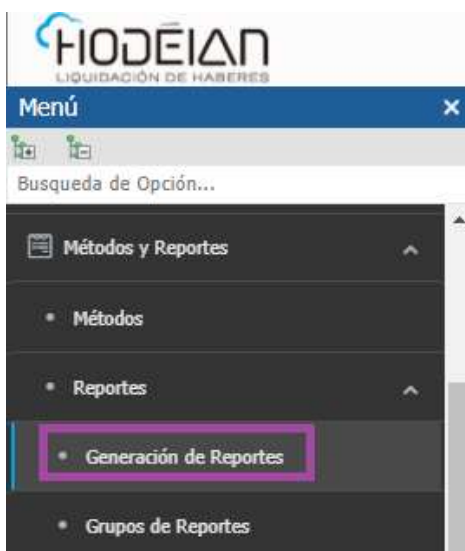 HODEIAN
LIQUIDACIÓN DE HABERES
Menú
Busqueda de Opción...
Métodos y Reportes
Métodos
Reportes
Generación de Reportes
Grupos de Reportes